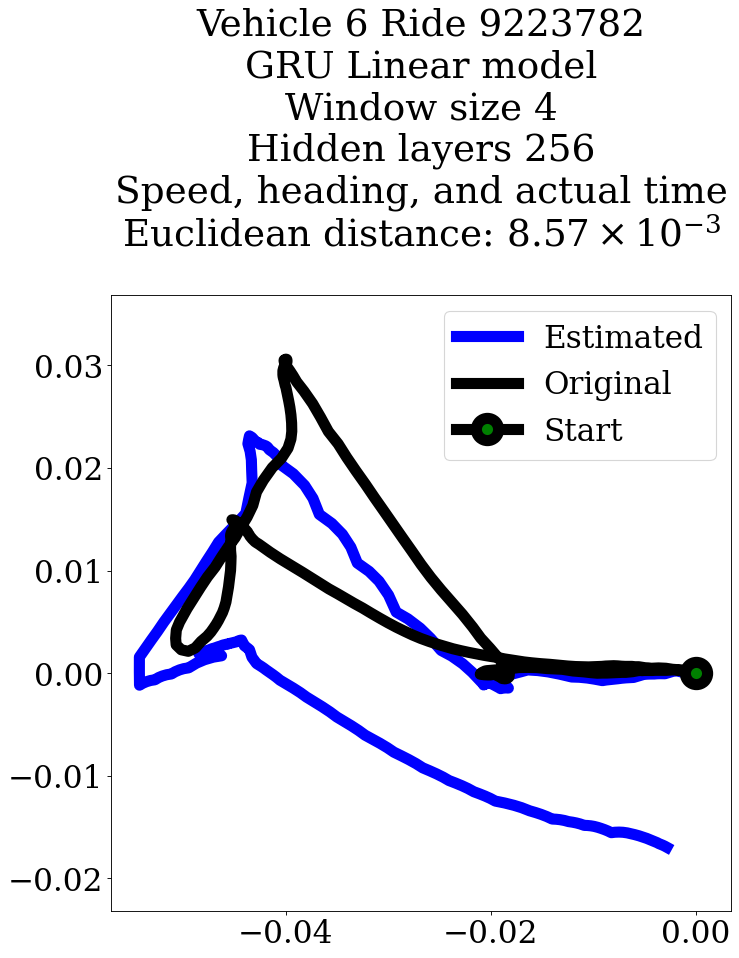 Vehicle 6 Ride 9223782
GRU Linear model
Window size 4
Hidden layers 256
Speed, heading, and actual time
Euclidean distance: 8.57 × 10⁻³
Estimated
Original
Start
0.03
0.02
0.01
0.00
−0.01
−0.02
−0.04
−0.02
0.00